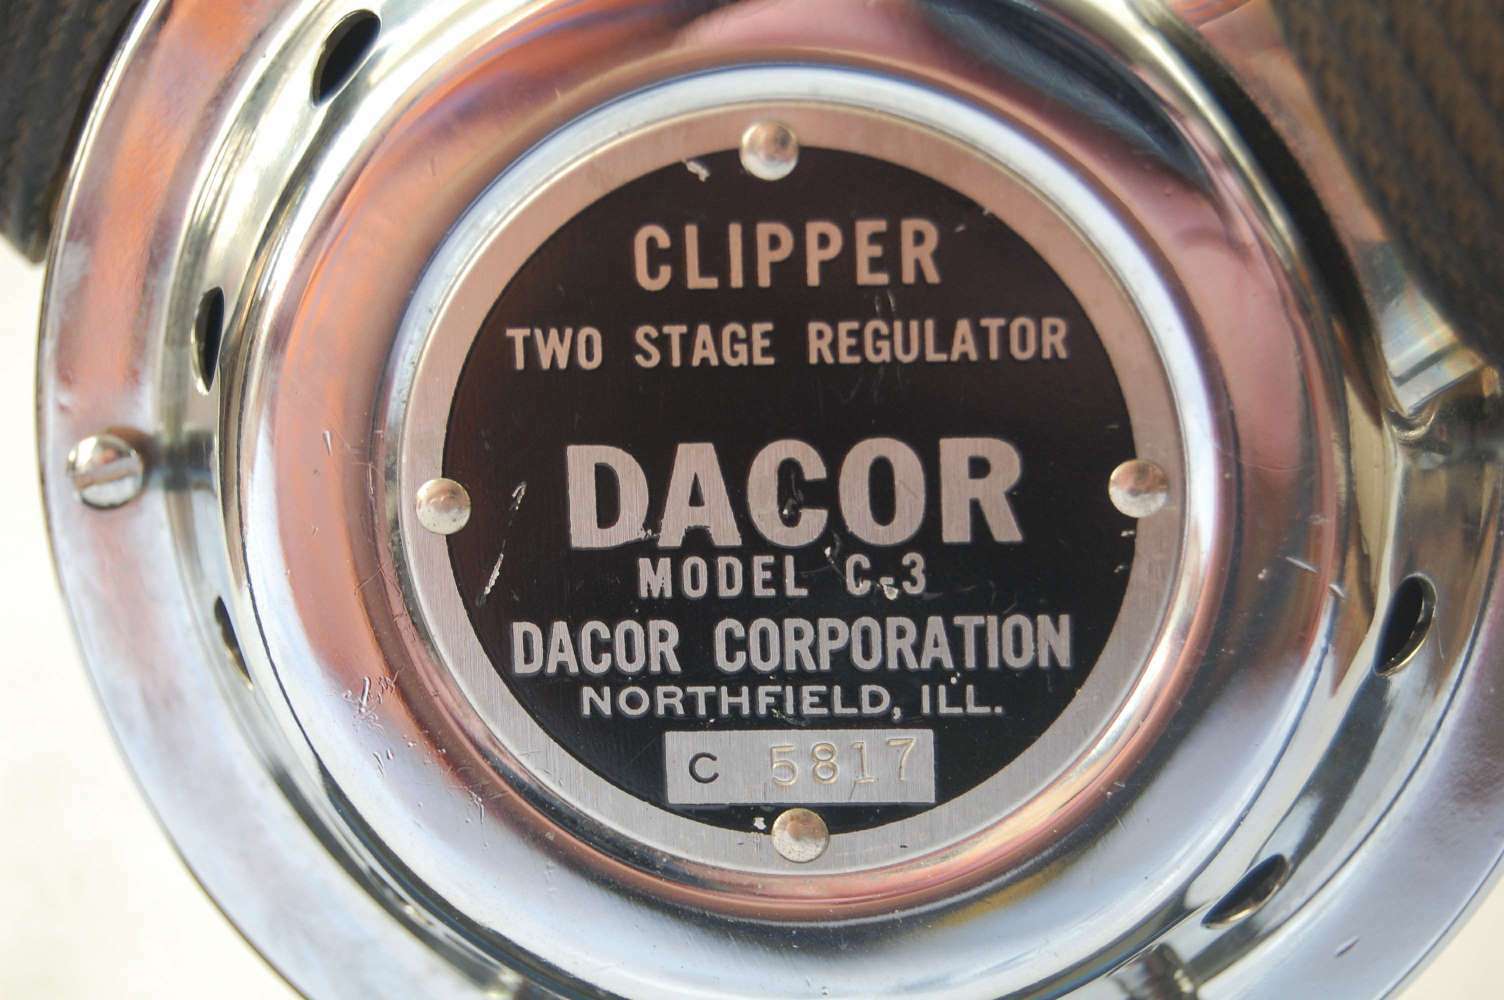 CLIPPER
TWO STAGE REGULATOR
DACOR
MODEL C-3
DACOR CORPORATION
NORTHFIELD, ILL.
C 5817